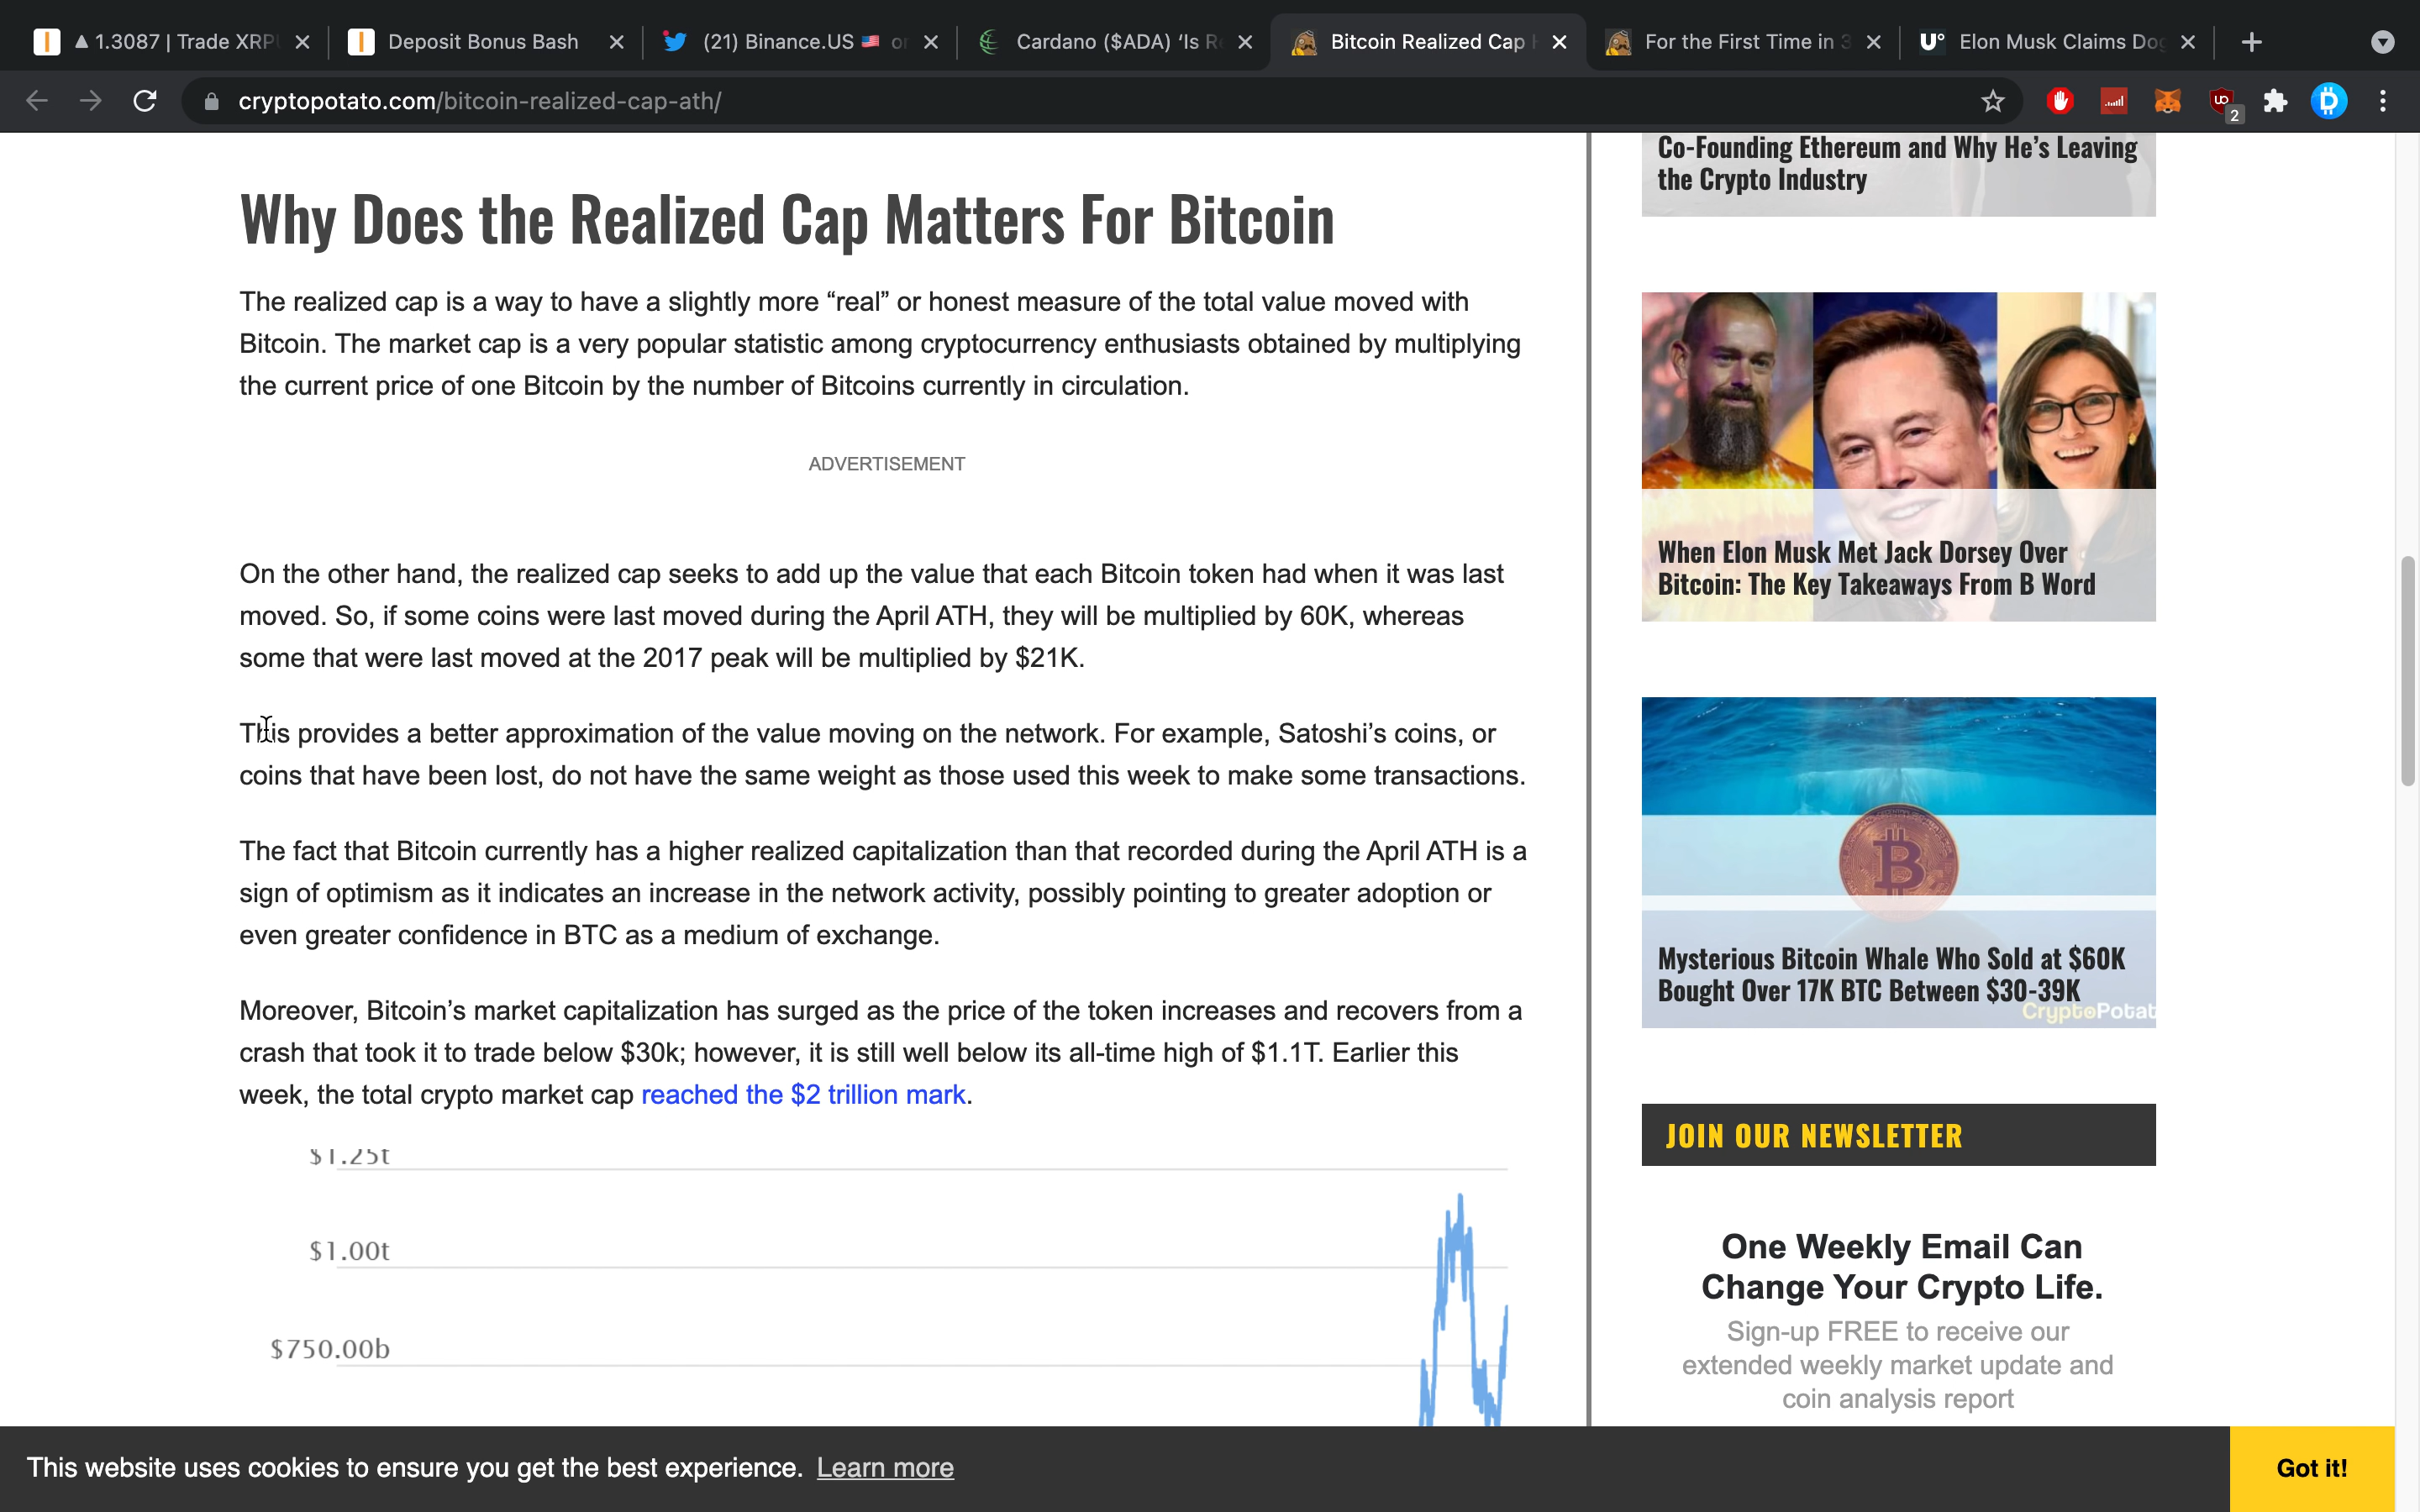 1.3087 | Trade XRP
Deposit Bonus Bash
(21) Binance.US
Cardano ($ADA) ‘Is
Bitcoin Realized Cap
For the First Time in 3
Elon Musk Claims
cryptopotato.com/bitcoin-realized-cap-ath/
2
Why Does the Realized Cap Matters For Bitcoin
The realized cap is a way to have a slightly more “real” or honest measure of the total value moved with
Bitcoin. The market cap is a very popular statistic among cryptocurrency enthusiasts obtained by multiplying
the current price of one Bitcoin by the number of Bitcoins currently in circulation.
ADVERTISEMENT
On the other hand, the realized cap seeks to add up the value that each Bitcoin token had when it was last
moved. So, if some coins were last moved during the April ATH, they will be multiplied by 60K, whereas
some that were last moved at the 2017 peak will be multiplied by $21K.
This provides a better approximation of the value moving on the network. For example, Satoshi’s coins, or
coins that have been lost, do not have the same weight as those used this week to make some transactions.
The fact that Bitcoin currently has a higher realized capitalization than that recorded during the April ATH is a
sign of optimism as it indicates an increase in the network activity, possibly pointing to greater adoption or
even greater confidence in BTC as a medium of exchange.
Moreover, Bitcoin’s market capitalization has surged as the price of the token increases and recovers from a
crash that took it to trade below $30k; however, it is still well below its all-time high of $1.1T. Earlier this
week, the total crypto market cap reached the $2 trillion mark.
$1.25t
$1.00t
$750.00b
Co-Founding Ethereum and Why He’s Leaving
the Crypto Industry
When Elon Musk Met Jack Dorsey Over
Bitcoin: The Key Takeaways From B Word
Mysterious Bitcoin Whale Who Sold at $60K
Bought Over 17K BTC Between $30-39K
CryptoPotat
JOIN OUR NEWSLETTER
One Weekly Email Can
Change Your Crypto Life.
Sign-up FREE to receive our
extended weekly market update and
coin analysis report
This website uses cookies to ensure you get the best experience. Learn more
Got it!